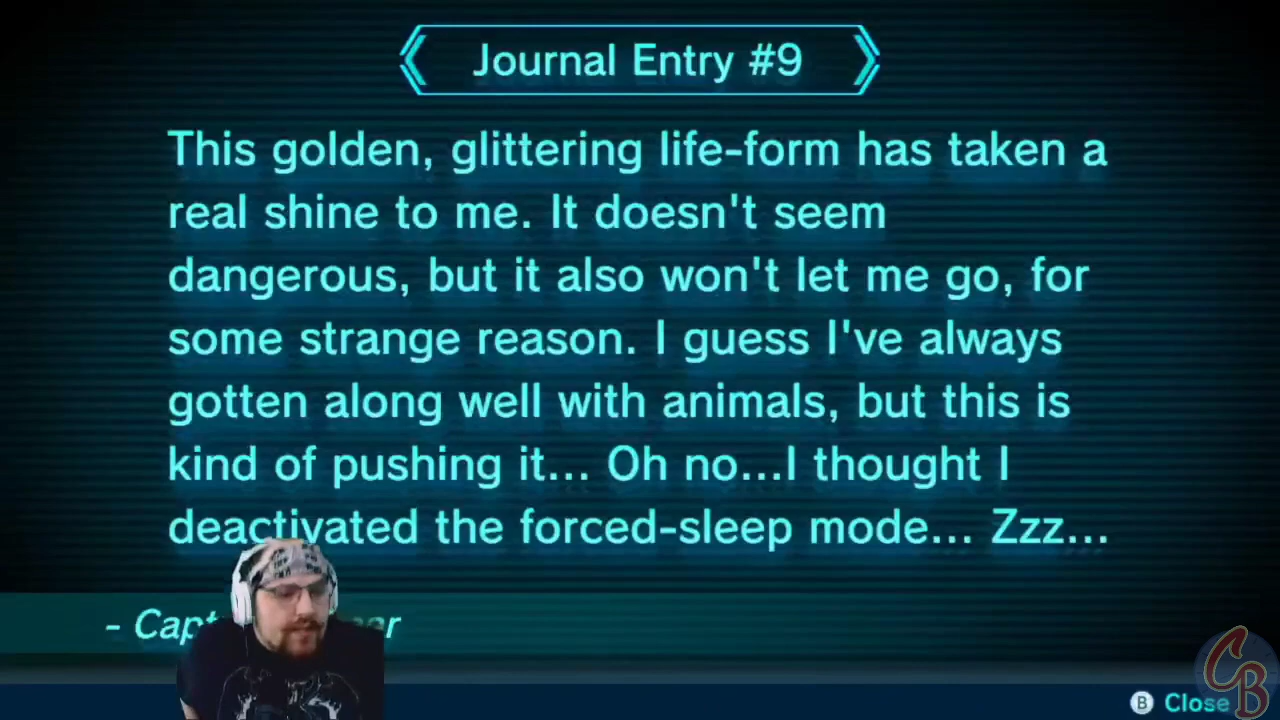 Journal Entry #9
This golden, glittering life-form has taken a
real shine to me. It doesn't seem
dangerous, but it also won't let me go, for
some strange reason. I guess I've always
gotten along well with animals, but this is
kind of pushing it... Oh no...I thought I
deactivated the forced-sleep mode... Zzz...
B Close
CB